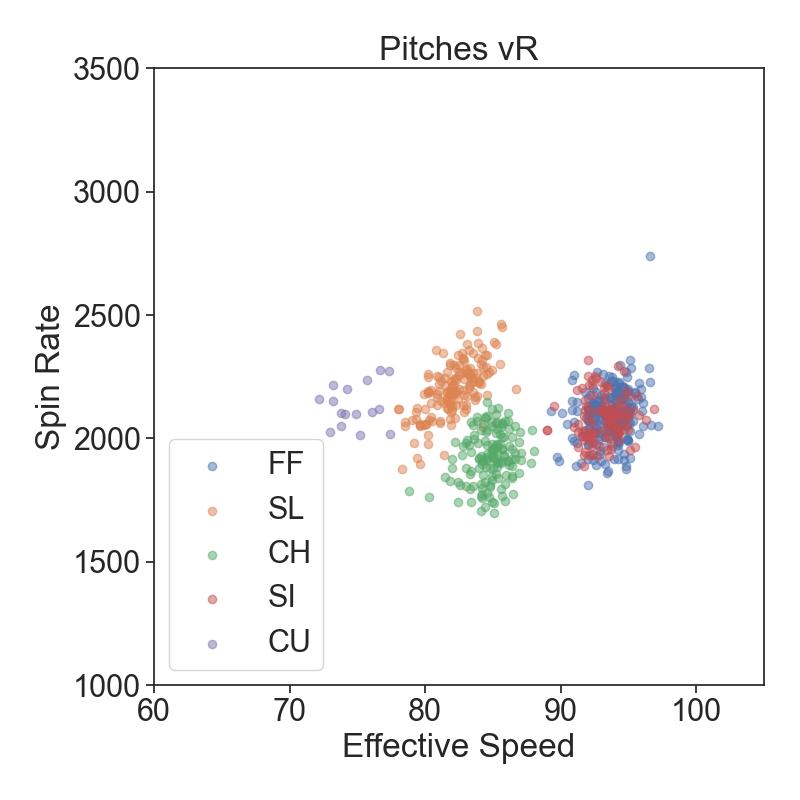 Pitches vR
3500
3000
2500
2000
1500
1000
Spin Rate
FF
SL
CH
SI
CU
60 70 80 90 100
Effective Speed